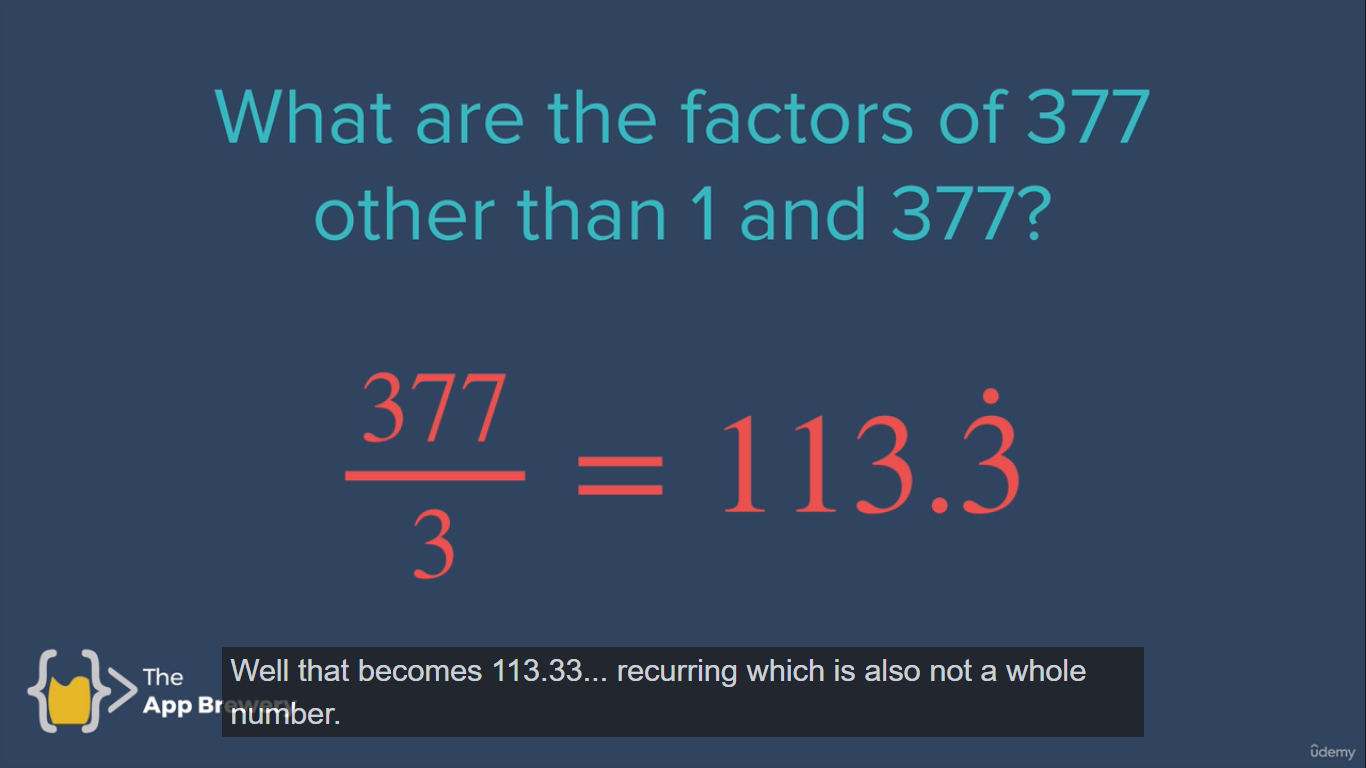 What are the factors of 377
other than 1 and 377?
377
3
= 113.3̇
Well that becomes 113.33... recurring which is also not a whole
number.
The
App Brewery
ûdemy